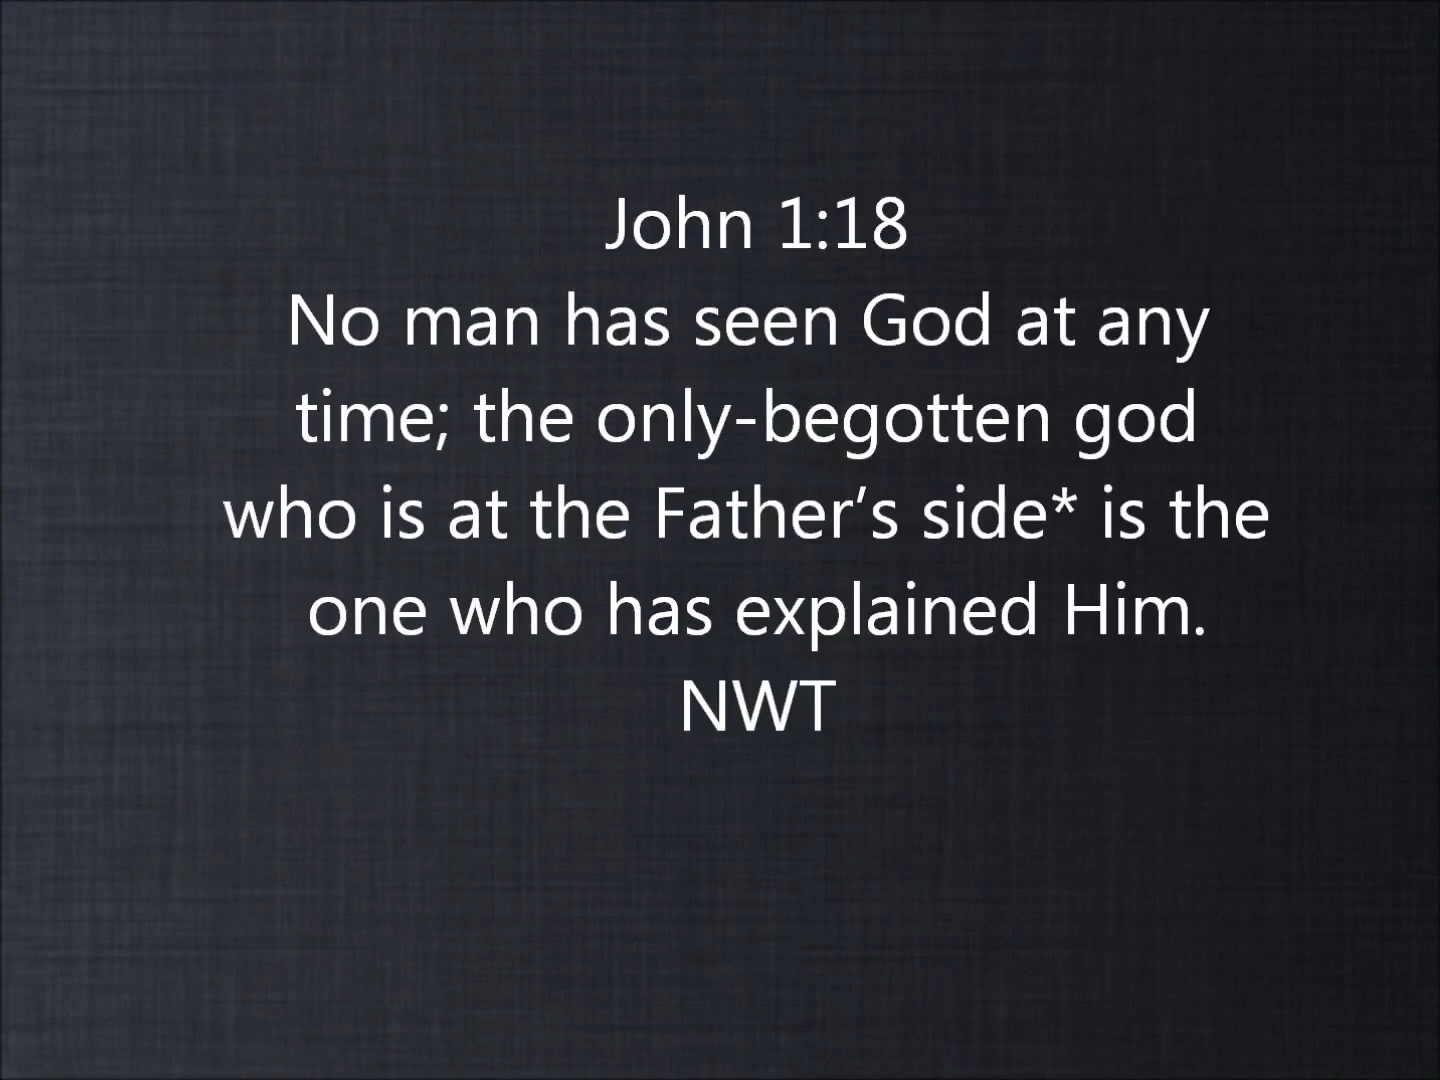 John 1:18
No man has seen God at any
time; the only-begotten god
who is at the Father’s side* is the
one who has explained Him.
NWT